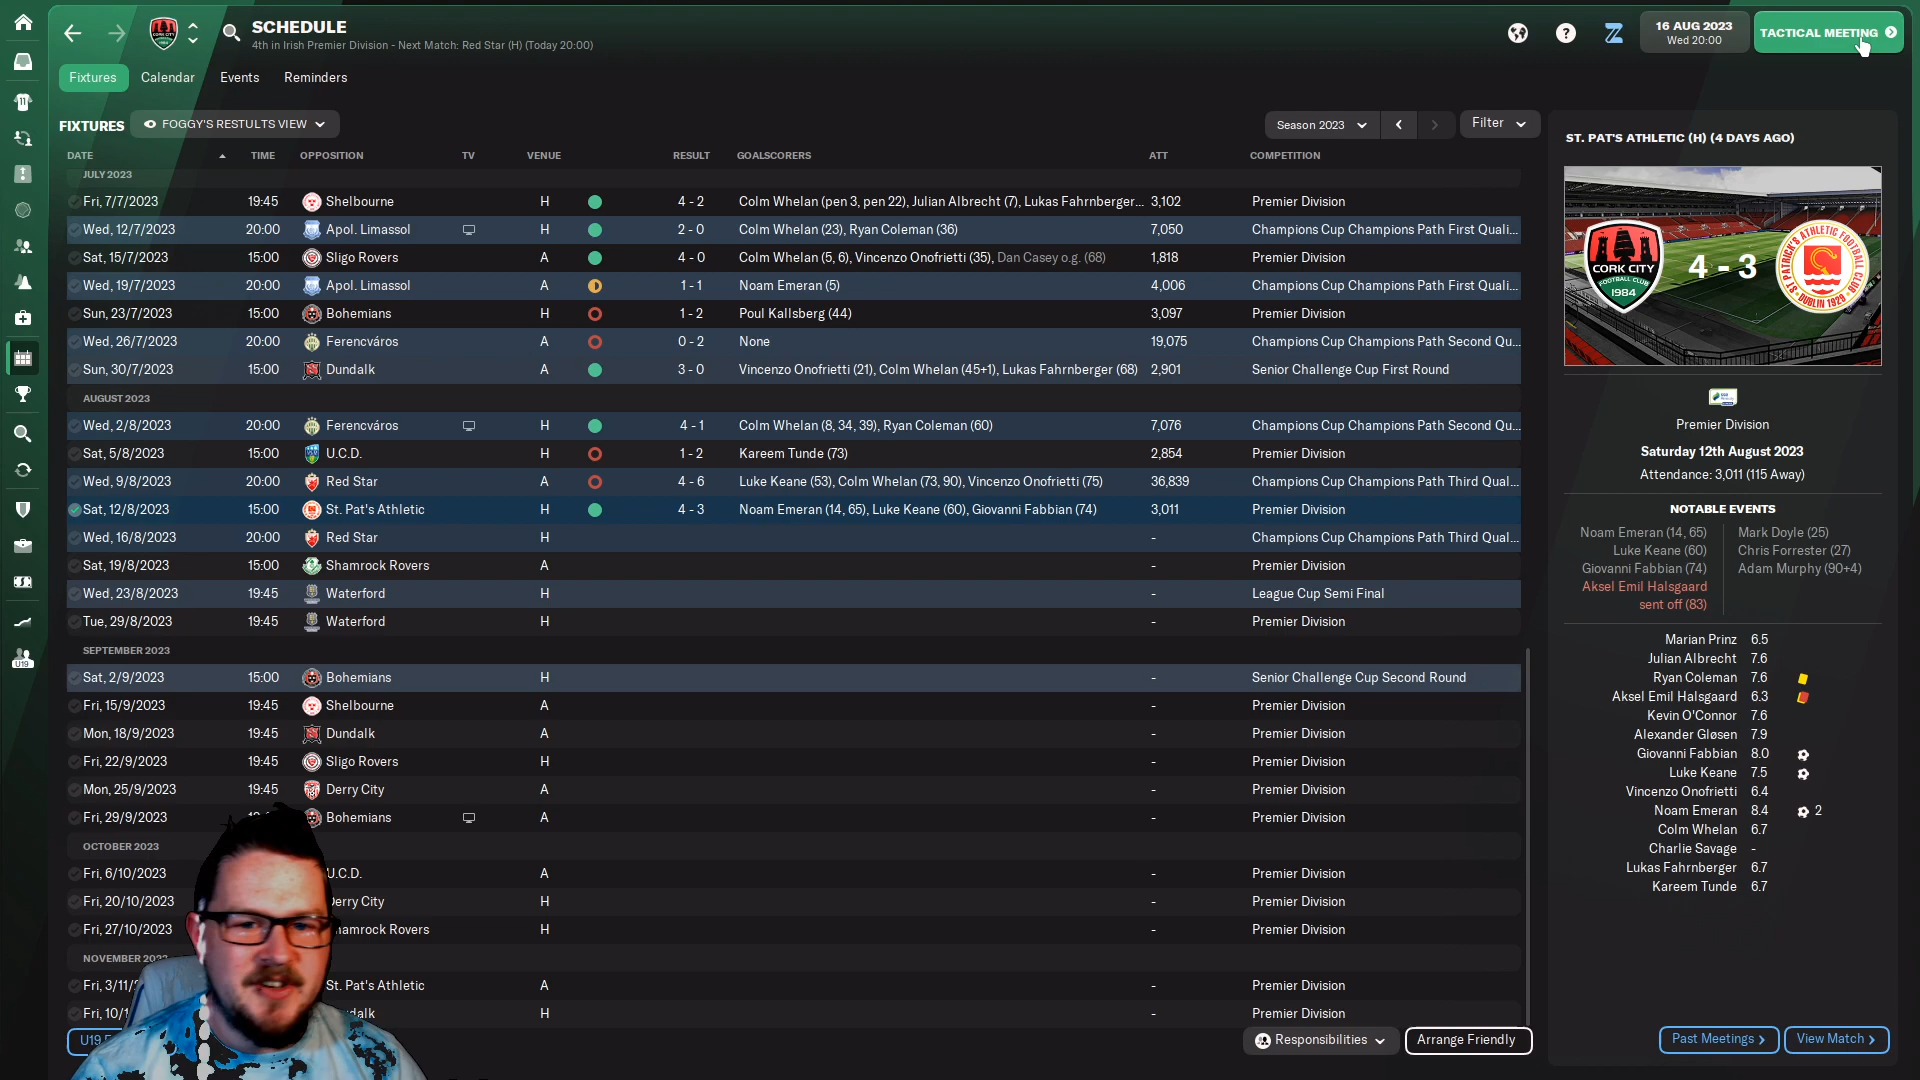 SCHEDULE
4th in Irish Premier Division - Next Match: Red Star (H) (Today 20:00)
16 AUG 2023
Wed 20:00
TACTICAL MEETING
Fixtures Calendar Events Reminders
FIXTURES FOGGY'S RESTULTS VIEW Season 2023 Filter
DATE TIME OPPOSITION TV VENUE RESULT GOALSCORERS ATT COMPETITION
JULY 2023
Fri, 7/7/2023 19:45 Shelbourne H 4 - 2 Colm Whelan (pen 3, pen 22), Julian Albrecht (7), Lukas Fahrnberger... 3,102 Premier Division
Wed, 12/7/2023 20:00 Apol. Limassol H 2 - 0 Colm Whelan (23), Ryan Coleman (36) 7,050 Champions Cup Champions Path First Quali...
Sat, 15/7/2023 15:00 Sligo Rovers A 4 - 0 Colm Whelan (5, 6), Vincenzo Onofrietti (35), Dan Casey o.g. (68) 1,818 Premier Division
Wed, 19/7/2023 20:00 Apol. Limassol A 1 - 1 Noam Emeran (5) 4,006 Champions Cup Champions Path First Quali...
Sun, 23/7/2023 15:00 Bohemians H 1 - 2 Poul Kallsberg (44) 3,097 Premier Division
Wed, 26/7/2023 20:00 Ferencváros A 0 - 2 None 19,075 Champions Cup Champions Path Second Qu...
Sun, 30/7/2023 15:00 Dundalk A 3 - 0 Vincenzo Onofrietti (21), Colm Whelan (45+1), Lukas Fahrnberger (68) 2,901 Senior Challenge Cup First Round
AUGUST 2023
Wed, 2/8/2023 20:00 Ferencváros H 4 - 1 Colm Whelan (8, 34, 39), Ryan Coleman (60) 7,076 Champions Cup Champions Path Second Qu...
Sat, 5/8/2023 15:00 U.C.D. H 1 - 2 Kareem Tunde (73) 2,854 Premier Division
Wed, 9/8/2023 20:00 Red Star A 4 - 6 Luke Keane (53), Colm Whelan (73, 90), Vincenzo Onofrietti (75) 36,839 Champions Cup Champions Path Third Qual...
Sat, 12/8/2023 15:00 St. Pat's Athletic H 4 - 3 Noam Emeran (14, 65), Luke Keane (60), Giovanni Fabbian (74) 3,011 Premier Division
Wed, 16/8/2023 20:00 Red Star H - Champions Cup Champions Path Third Qual...
Sat, 19/8/2023 15:00 Shamrock Rovers A - Premier Division
Wed, 23/8/2023 19:45 Waterford H - League Cup Semi Final
Tue, 29/8/2023 19:45 Waterford H - Premier Division
SEPTEMBER 2023
Sat, 2/9/2023 15:00 Bohemians H - Senior Challenge Cup Second Round
Fri, 15/9/2023 19:45 Shelbourne A - Premier Division
Mon, 18/9/2023 19:45 Dundalk A - Premier Division
Fri, 22/9/2023 19:45 Sligo Rovers H - Premier Division
Mon, 25/9/2023 19:45 Derry City A - Premier Division
Fri, 29/9/2023 Bohemians A - Premier Division
OCTOBER 2023
Fri, 6/10/2023 U.C.D. A - Premier Division
Fri, 20/10/2023 Derry City H - Premier Division
Fri, 27/10/2023 hamrock Rovers H - Premier Division
NOVEMBER 2023
Fri, 3/11/ St. Pat's Athletic A - Premier Division
Fri, 10/1 dalk H - Premier Division
U19 Responsibilities Arrange Friendly
ST. PAT'S ATHLETIC (H) (4 DAYS AGO)
CORK CITY
FOOTBALL CLUB
1984
4 - 3
ST PATRICK'S ATHLETIC FOOTBALL CLUB
DUBLIN 1929
Premier Division
Saturday 12th August 2023
Attendance: 3,011 (115 Away)
NOTABLE EVENTS
Noam Emeran (14, 65) Mark Doyle (25)
Luke Keane (60) Chris Forrester (27)
Giovanni Fabbian (74) Adam Murphy (90+4)
Aksel Emil Halsgaard
sent off (83)
Marian Prinz 6.5
Julian Albrecht 7.6
Ryan Coleman 7.6
Aksel Emil Halsgaard 6.3
Kevin O'Connor 7.6
Alexander Gløsen 7.9
Giovanni Fabbian 8.0
Luke Keane 7.5
Vincenzo Onofrietti 6.4
Noam Emeran 8.4 2
Colm Whelan 6.7
Charlie Savage -
Lukas Fahrnberger 6.7
Kareem Tunde 6.7
Past Meetings View Match
U19